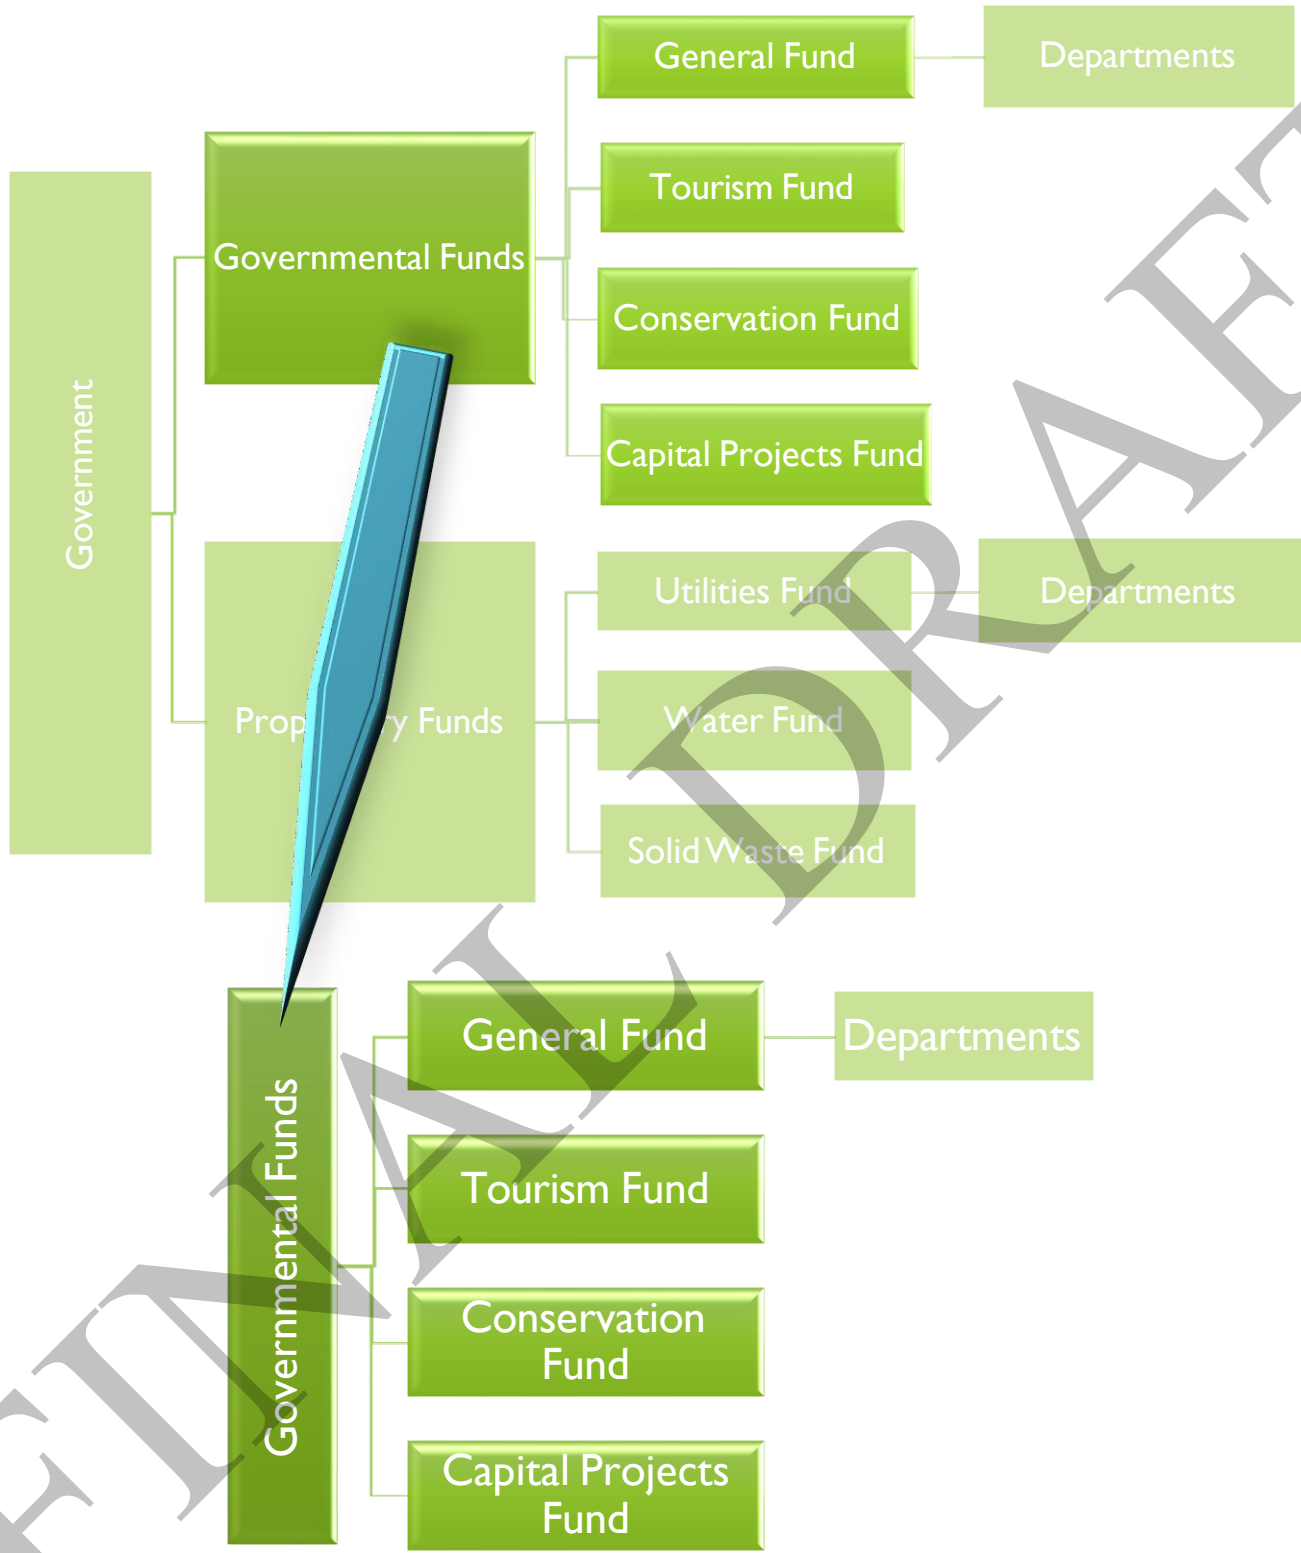 Government
Governmental Funds
General Fund
Departments
Tourism Fund
Conservation Fund
Capital Projects Fund
Funds
Utilities Fund
Departments
Water Fund
Solid Waste Fund
Governmental Funds
General Fund
Departments
Tourism Fund
Conservation
Fund
Capital Projects
Fund
FINAL DRAFT